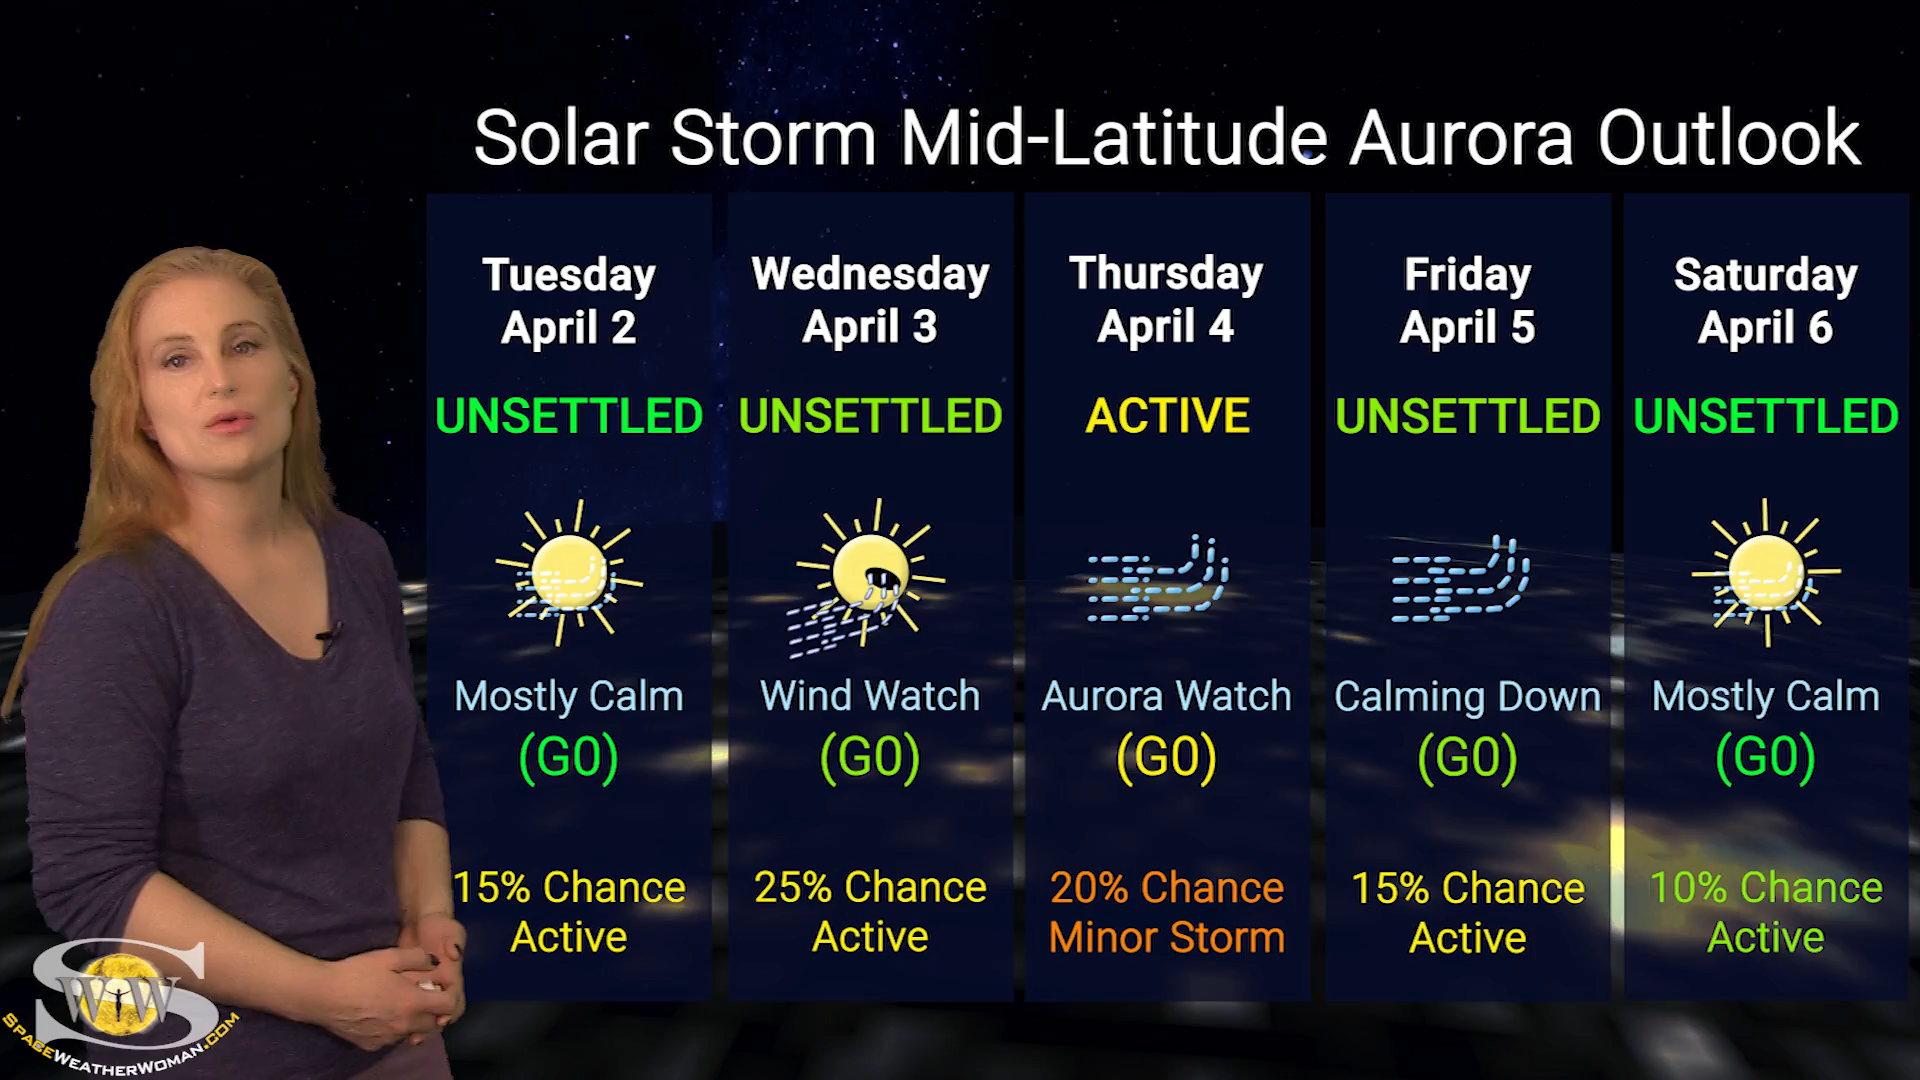 Solar Storm Mid-Latitude Aurora Outlook
Tuesday
April 2
UNSETTLED
Mostly Calm
(G0)
15% Chance
Active
Wednesday
April 3
UNSETTLED
Wind Watch
(G0)
25% Chance
Active
Thursday
April 4
ACTIVE
Aurora Watch
(G0)
20% Chance
Minor Storm
Friday
April 5
UNSETTLED
Calming Down
(G0)
15% Chance
Active
Saturday
April 6
UNSETTLED
Mostly Calm
(G0)
10% Chance
Active
SWW
SPACEWEATHERWOMAN.COM